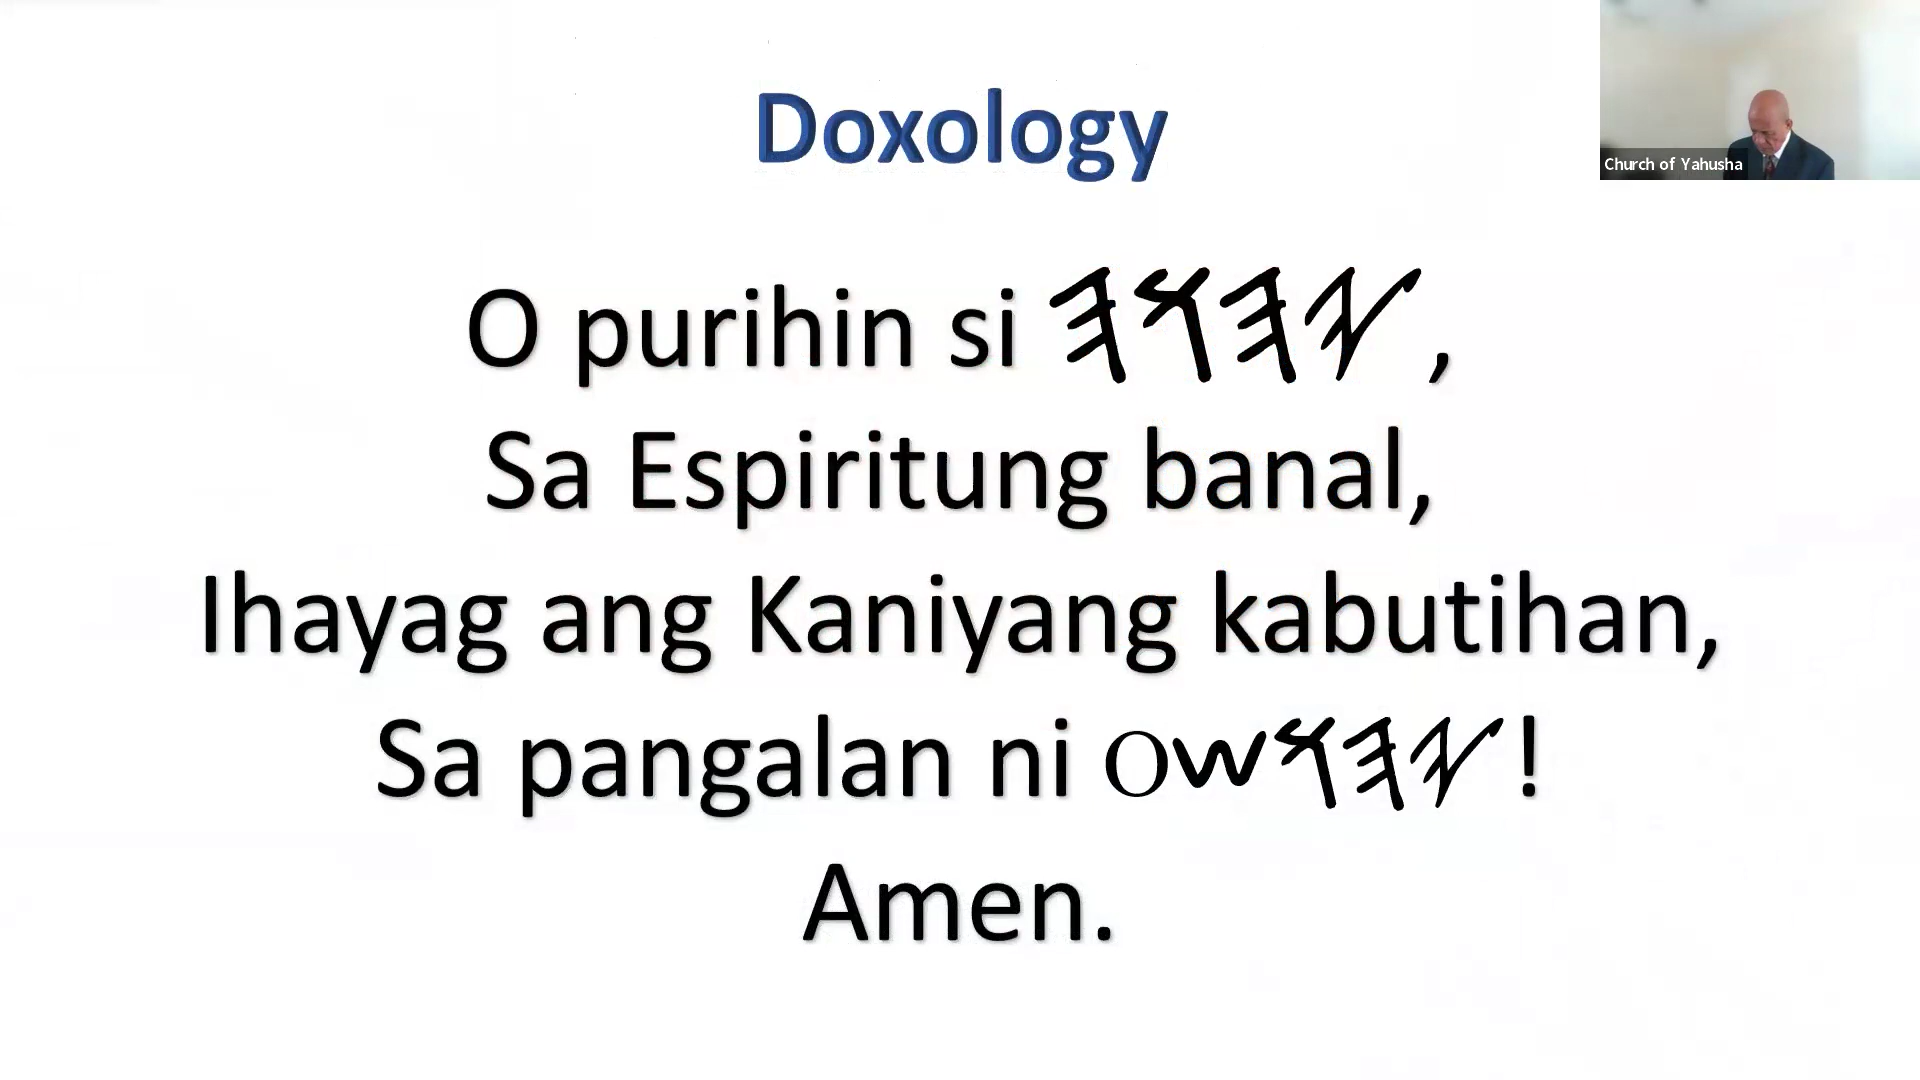 Doxology
Church of Yahusha
O purihin si 𐤉𐤄𐤅𐤄,
Sa Espiritung banal,
Ihayag ang Kaniyang kabutihan,
Sa pangalan ni 𐤉𐤄𐤅𐤔𐤏!
Amen.